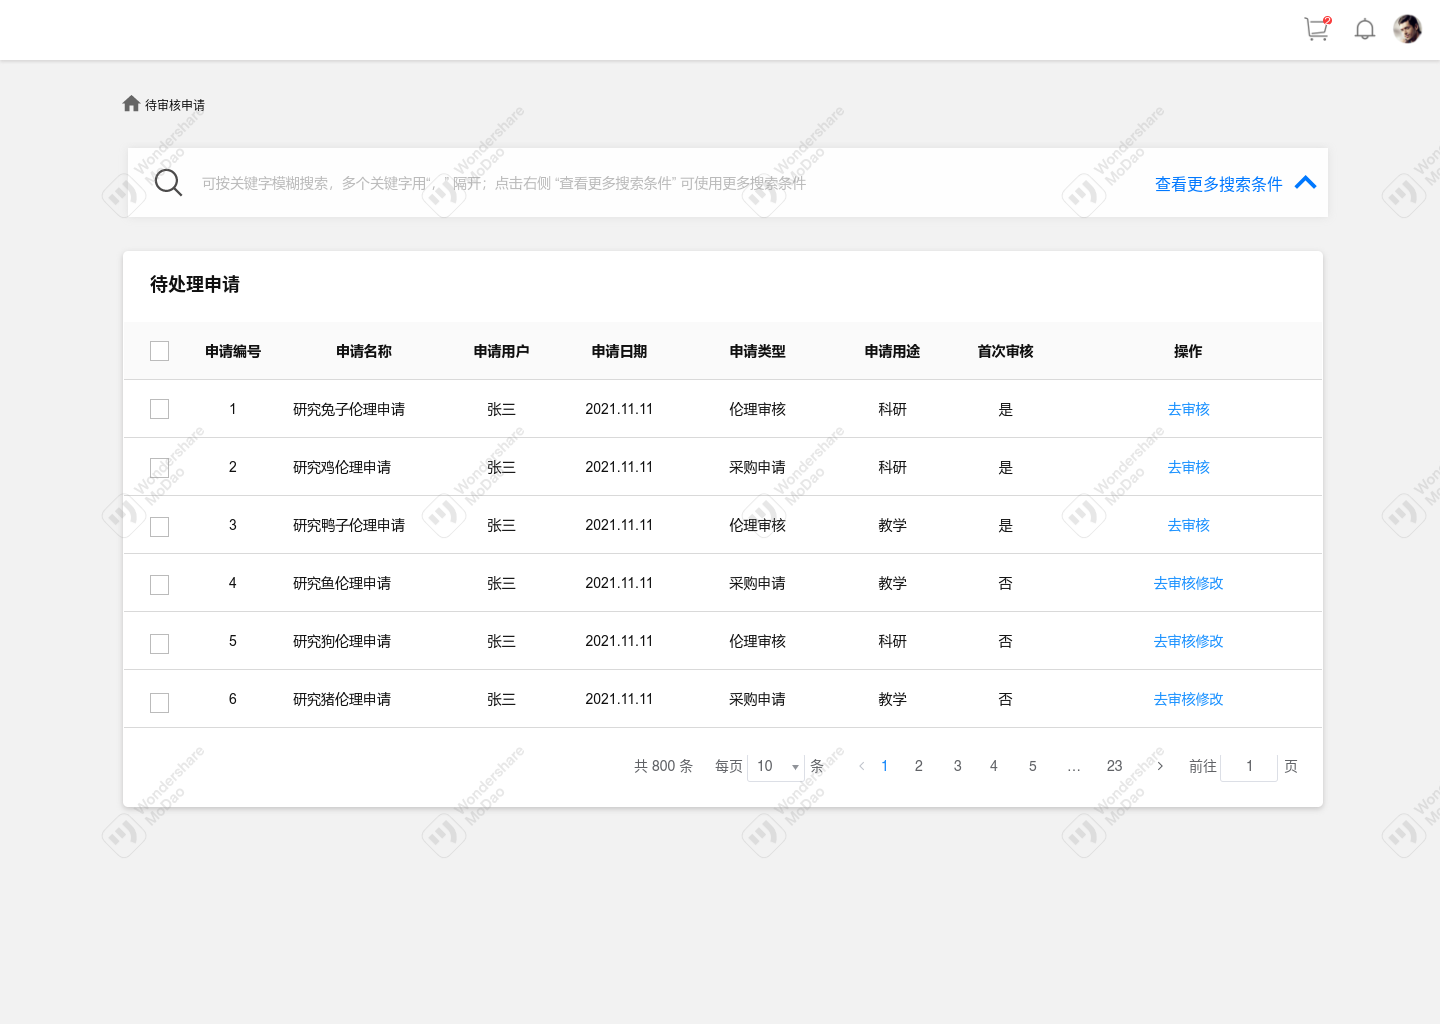 2
待审核申请
可按关键字模糊搜索，多个关键字用“，” 隔开；点击右侧 “查看更多搜索条件” 可使用更多搜索条件
查看更多搜索条件
待处理申请
申请编号 申请名称 申请用户 申请日期 申请类型 申请用途 首次审核 操作
1 研究兔子伦理申请 张三 2021.11.11 伦理审核 科研 是 去审核
2 研究鸡伦理申请 张三 2021.11.11 采购申请 科研 是 去审核
3 研究鸭子伦理申请 张三 2021.11.11 伦理审核 教学 是 去审核
4 研究鱼伦理申请 张三 2021.11.11 采购申请 教学 否 去审核修改
5 研究狗伦理申请 张三 2021.11.11 伦理审核 科研 否 去审核修改
6 研究猪伦理申请 张三 2021.11.11 采购申请 教学 否 去审核修改
共 800 条 每页 10 条 1 2 3 4 5 … 23 前往 1 页
Wondershare
MoDao